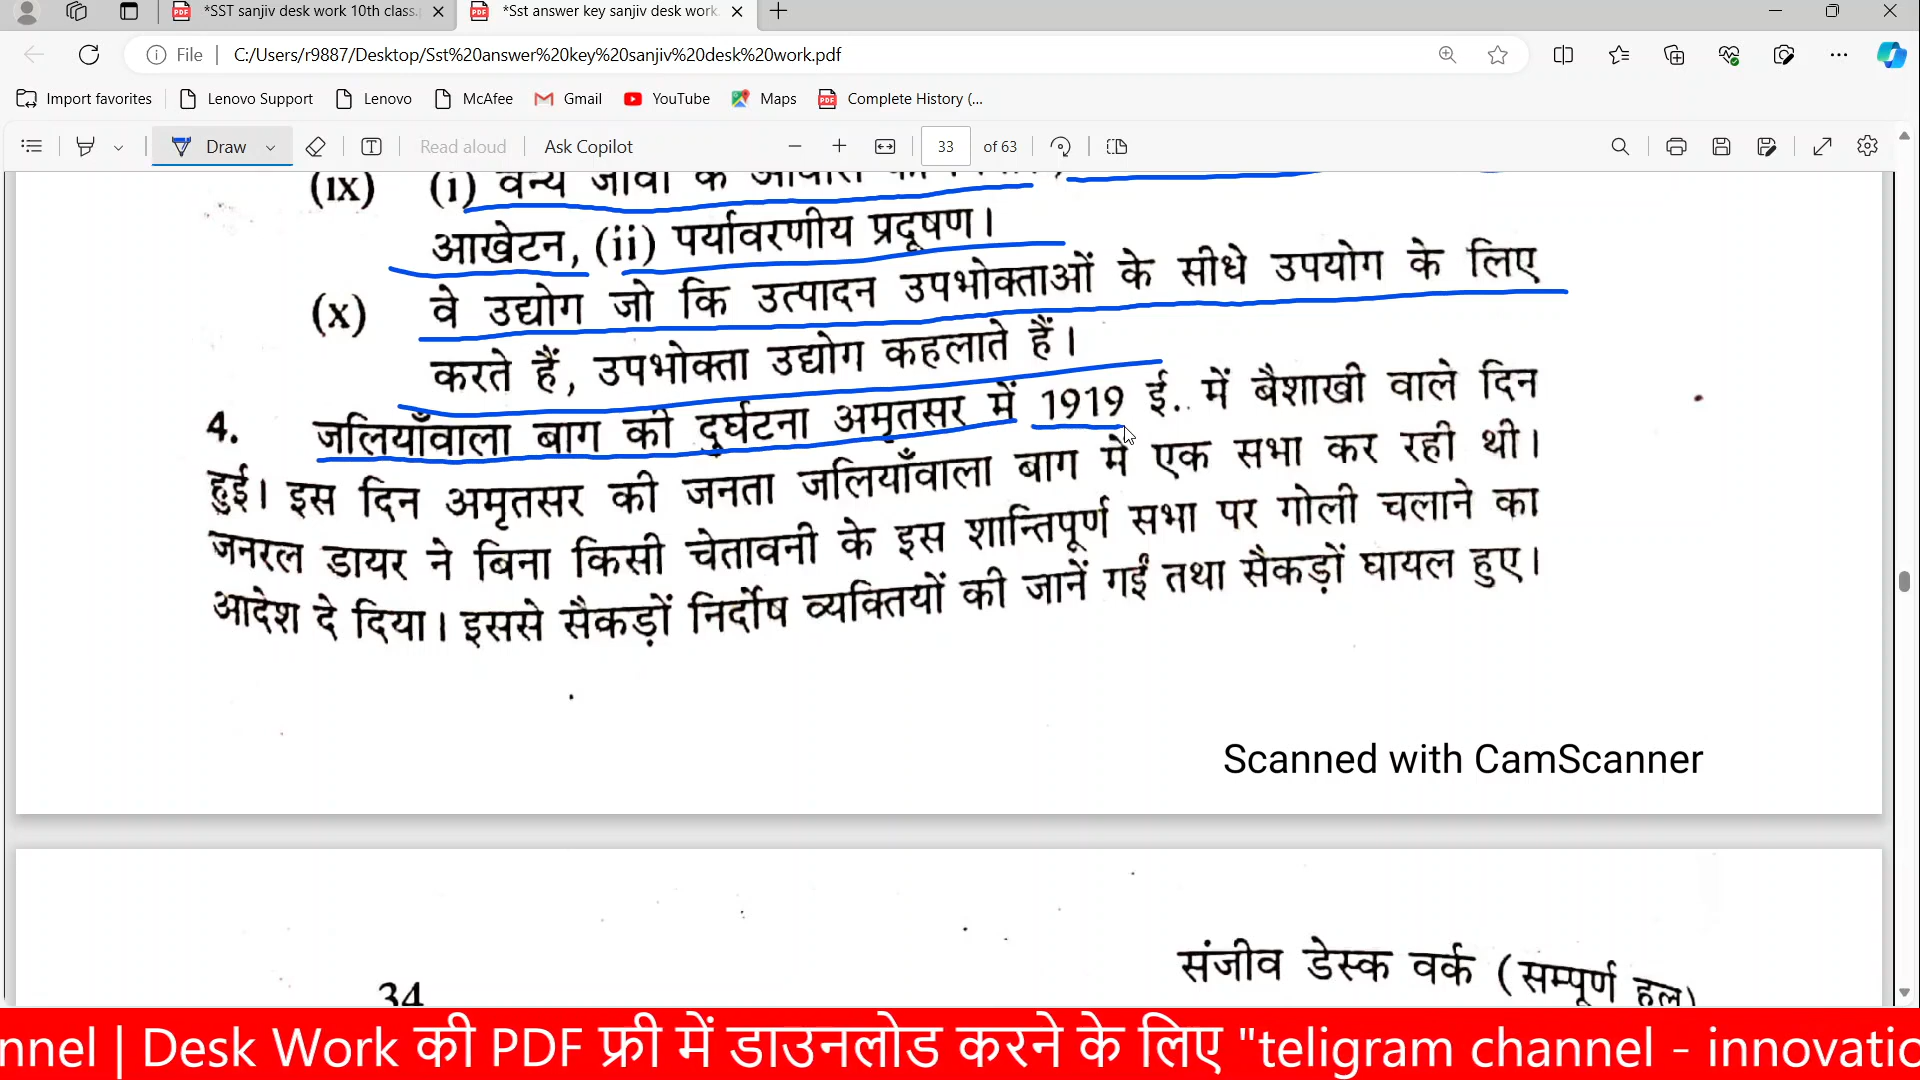 *SST sanjiv desk work 10th class.
*Sst answer key sanjiv desk work.
File
C:/Users/r9887/Desktop/Sst%20answer%20key%20sanjiv%20desk%20work.pdf
Import favorites
Lenovo Support
Lenovo
McAfee
Gmail
YouTube
Maps
Complete History (...
Draw
Read aloud
Ask Copilot
33 of 63
(ix) (i) वन्य जीवों के
आखेटन, (ii) पर्यावरणीय प्रदूषण।
(x) वे उद्योग जो कि उत्पादन उपभोक्ताओं के सीधे उपयोग के लिए
करते हैं, उपभोक्ता उद्योग कहलाते हैं।
4. जलियाँवाला बाग की दुर्घटना अमृतसर में 1919 ई. में बैशाखी वाले दिन
हुई। इस दिन अमृतसर की जनता जलियाँवाला बाग में एक सभा कर रही थी।
जनरल डायर ने बिना किसी चेतावनी के इस शान्तिपूर्ण सभा पर गोली चलाने का
आदेश दे दिया। इससे सैकड़ों निर्दोष व्यक्तियों की जानें गईं तथा सैकड़ों घायल हुए।
Scanned with CamScanner
संजीव डेस्क वर्क (सम्पूर्ण हल)
34
nnel | Desk Work की PDF फ्री में डाउनलोड करने के लिए "teligram channel - innovatio